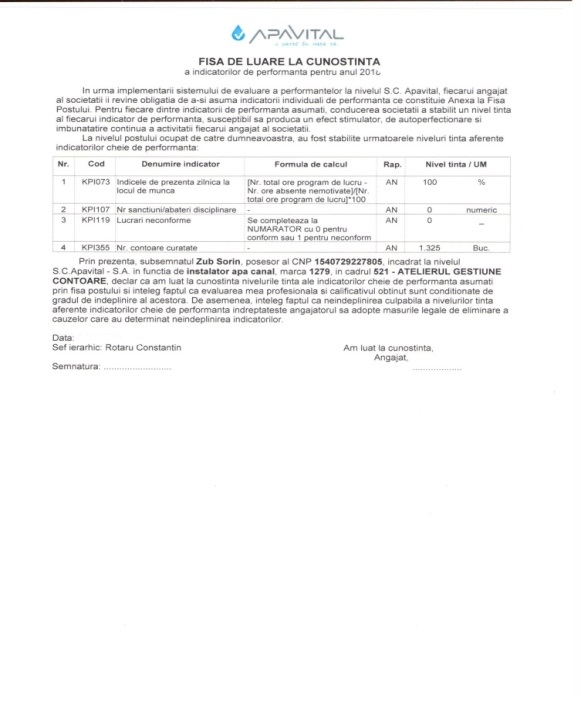 APAVITAL
FISA DE LUARE LA CUNOSTINTA
a indicatorilor de performanta pentru anul
In urma implementarii sistemului de evaluare a performantelor la nivelul S.C. Apavital, fiecarui angajat
al societatii ii revine obligatia de a-si asuma indicatorii individuali de performanta ce constituie Anexa la Fisa
Postului. Pentru fiecare dintre indicatorii de performanta asumati, conducerea societatii a stabilit un nivel tinta
al fiecarui indicator de performanta, susceptibil sa produca un efect stimulator, de autoperfectionare si
imbunatatire continua a activitatii fiecarui angajat al societatii.
La nivelul postului ocupat de catre dumneavoastra, au fost stabilite urmatoarele niveluri tinta aferente
indicatorilor cheie de performanta:
Nr. Cod Denumire indicator Formula de calcul Rap. Nivel tinta / UM
1 KPI073 Indicele de prezenta zilnica la [Nr. total ore program de lucru - AN 100 %
locul de munca Nr. ore absente nemotivate]/[Nr.
total ore program de lucru]*100
2 KPI107 Nr sanctiuni/abateri disciplinare - AN 0 numeric
3 KPI119 Lucrari neconforme Se completeaza la AN 0 --
NUMARATOR cu 0 pentru
conform sau 1 pentru neconform
4 KPI355 Nr. contoare curatate - AN 1.325 Buc.
Prin prezenta, subsemnatul Zub Sorin, posesor al CNP 1540729227805, incadrat la nivelul
S.C.Apavital - S.A. in functia de instalator apa canal, marca 1279, in cadrul 521 - ATELIERUL GESTIUNE
CONTOARE, declar ca am luat la cunostinta nivelurile tinta ale indicatorilor cheie de performanta asumati
prin fisa postului si inteleg faptul ca evaluarea mea profesionala si calificativul obtinut sunt conditionate de
gradul de indeplinire al acestora. De asemenea, inteleg faptul ca neindeplinirea culpabila a nivelurilor tinta
aferente indicatorilor cheie de performanta indreptateste angajatorul sa adopte masurile legale de eliminare a
cauzelor care au determinat neindeplinirea indicatorilor.
Data:
Sef ierarhic: Rotaru Constantin Am luat la cunostinta,
Angajat,
Semnatura: .......................... ...................